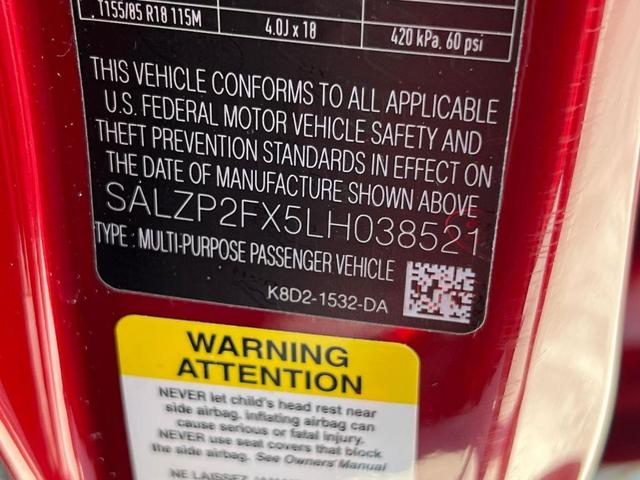 T155/85 R18 115M
4.0J x 18
420 kPa, 60 psi
THIS VEHICLE CONFORMS TO ALL APPLICABLE
U.S. FEDERAL MOTOR VEHICLE SAFETY AND
THEFT PREVENTION STANDARDS IN EFFECT ON
THE DATE OF MANUFACTURE SHOWN ABOVE
SALZP2FX5LH038521
TYPE : MULTI-PURPOSE PASSENGER VEHICLE
K8D2-1532-DA
WARNING
ATTENTION
NEVER let child's head rest near
side airbag. Inflating airbag can
cause serious or fatal injury.
NEVER use seat covers that block
the side airbag. See Owners' Manual
NE LAISSEZ